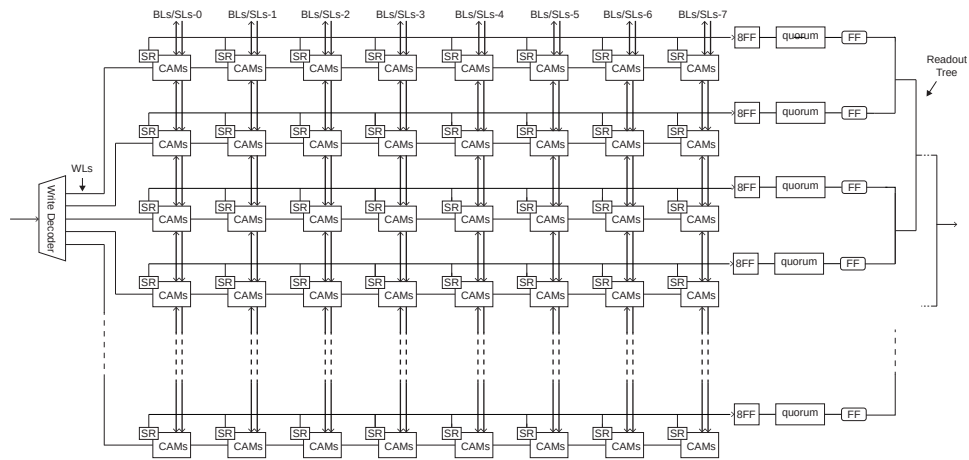 BLs/SLs-0 BLs/SLs-1 BLs/SLs-2 BLs/SLs-3 BLs/SLs-4 BLs/SLs-5 BLs/SLs-6 BLs/SLs-7
8FF quorum FF
SR SR SR SR SR SR SR SR
CAMs CAMs CAMs CAMs CAMs CAMs CAMs CAMs
Readout
Tree
8FF quorum FF
SR SR SR SR SR SR SR SR
CAMs CAMs CAMs CAMs CAMs CAMs CAMs CAMs
WLs
Write Decoder
8FF quorum FF
SR SR SR SR SR SR SR SR
CAMs CAMs CAMs CAMs CAMs CAMs CAMs CAMs
8FF quorum FF
SR SR SR SR SR SR SR SR
CAMs CAMs CAMs CAMs CAMs CAMs CAMs CAMs
8FF quorum FF
SR SR SR SR SR SR SR SR
CAMs CAMs CAMs CAMs CAMs CAMs CAMs CAMs